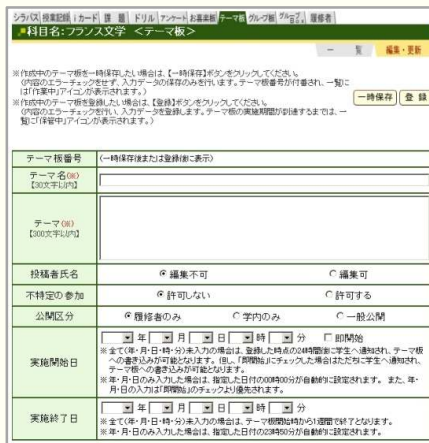 シラバス 授業記録 iカード 課 題 ドリル アンケート お喜楽板 テーマ板 グループ板 履修者
科目名:フランス文学 <テーマ板>
一 覧 編集・更新
※作成中のテーマ板を一時保存したい場合は、【一時保存】ボタンをクリックしてください。
(内容のエラーチェックをせず、入力データの保存のみを行います。テーマ板番号が付番され、一覧に
は「作業中」アイコンが表示されます。)
※作成中のテーマ板を登録したい場合は、【登録】ボタンをクリックしてください。
(内容のエラーチェックを行い、入力データを登録します。テーマ板の実施期間が到達するまでは、一
覧に「保管中」アイコンが表示されます。)
一時保存 登 録
テーマ板番号 (一時保存後または登録後に表示)
テーマ名(※)
【30文字以内】
テーマ(※)
【300文字以内】
投稿者氏名 編集不可 編集可
不特定の参加 許可しない 許可する
公開区分 履修者のみ 学内のみ 一般公開
実施開始日 年 月 日 時 分 即開始
※全て(年・月・日・時・分)未入力の場合は、登録した時点の24時間後に学生へ通知され、テーマ板
への書き込みが可能となります。但し、「即開始」にチェックした場合はただちに学生へ通知され、
テーマ板への書き込みが可能となります。
※年・月・日のみ入力した場合は、指定した日付の00時00分が自動的に設定されます。 また、年・
月・日の入力は「即開始」のチェックより優先されます。
実施終了日 年 月 日 時 分
※全て(年・月・日・時・分)未入力の場合は、テーマ板開始時から1週間で終了となります。
※年・月・日のみ入力した場合は、指定した日付の23時50分が自動的に設定されます。